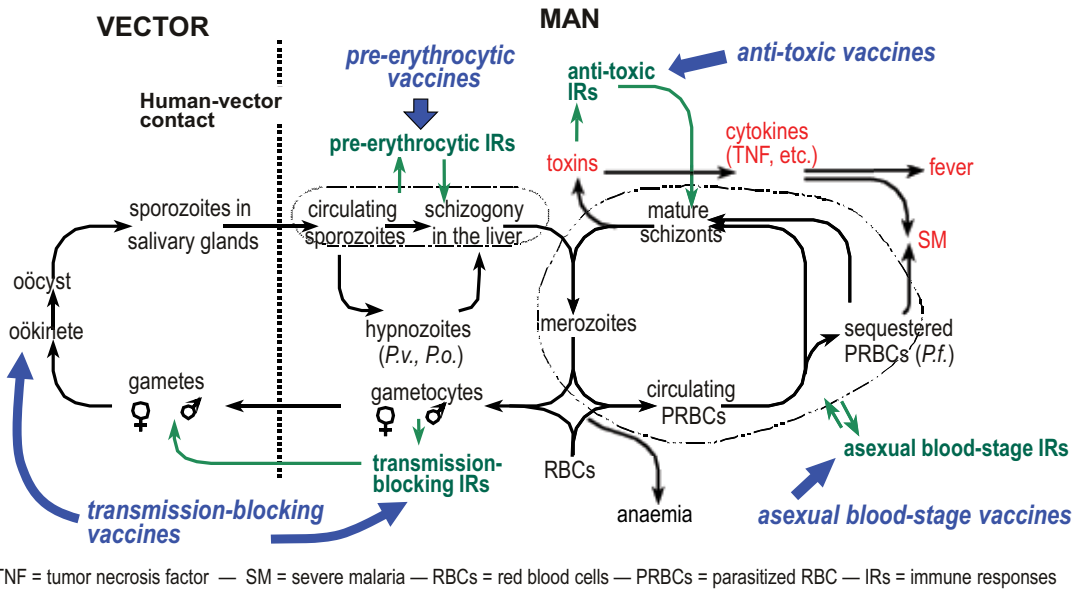 VECTOR
MAN
pre-erythrocytic
vaccines
anti-toxic vaccines
anti-toxic
IRs
Human-vector
contact
pre-erythrocytic IRs
cytokines
(TNF, etc.)
toxins
fever
sporozoites in
salivary glands
circulating
sporozoites
schizogony
in the liver
mature
schizonts
SM
oöcyst
oökinete
hypnozoites
(P.v., P.o.)
merozoites
sequestered
PRBCs (P.f.)
gametes
♀ ♂
gametocytes
♀ ♂
circulating
PRBCs
transmission-
blocking IRs
RBCs
asexual blood-stage IRs
transmission-blocking
vaccines
anaemia
asexual blood-stage vaccines
TNF = tumor necrosis factor — SM = severe malaria — RBCs = red blood cells — PRBCs = parasitized RBC — IRs = immune responses